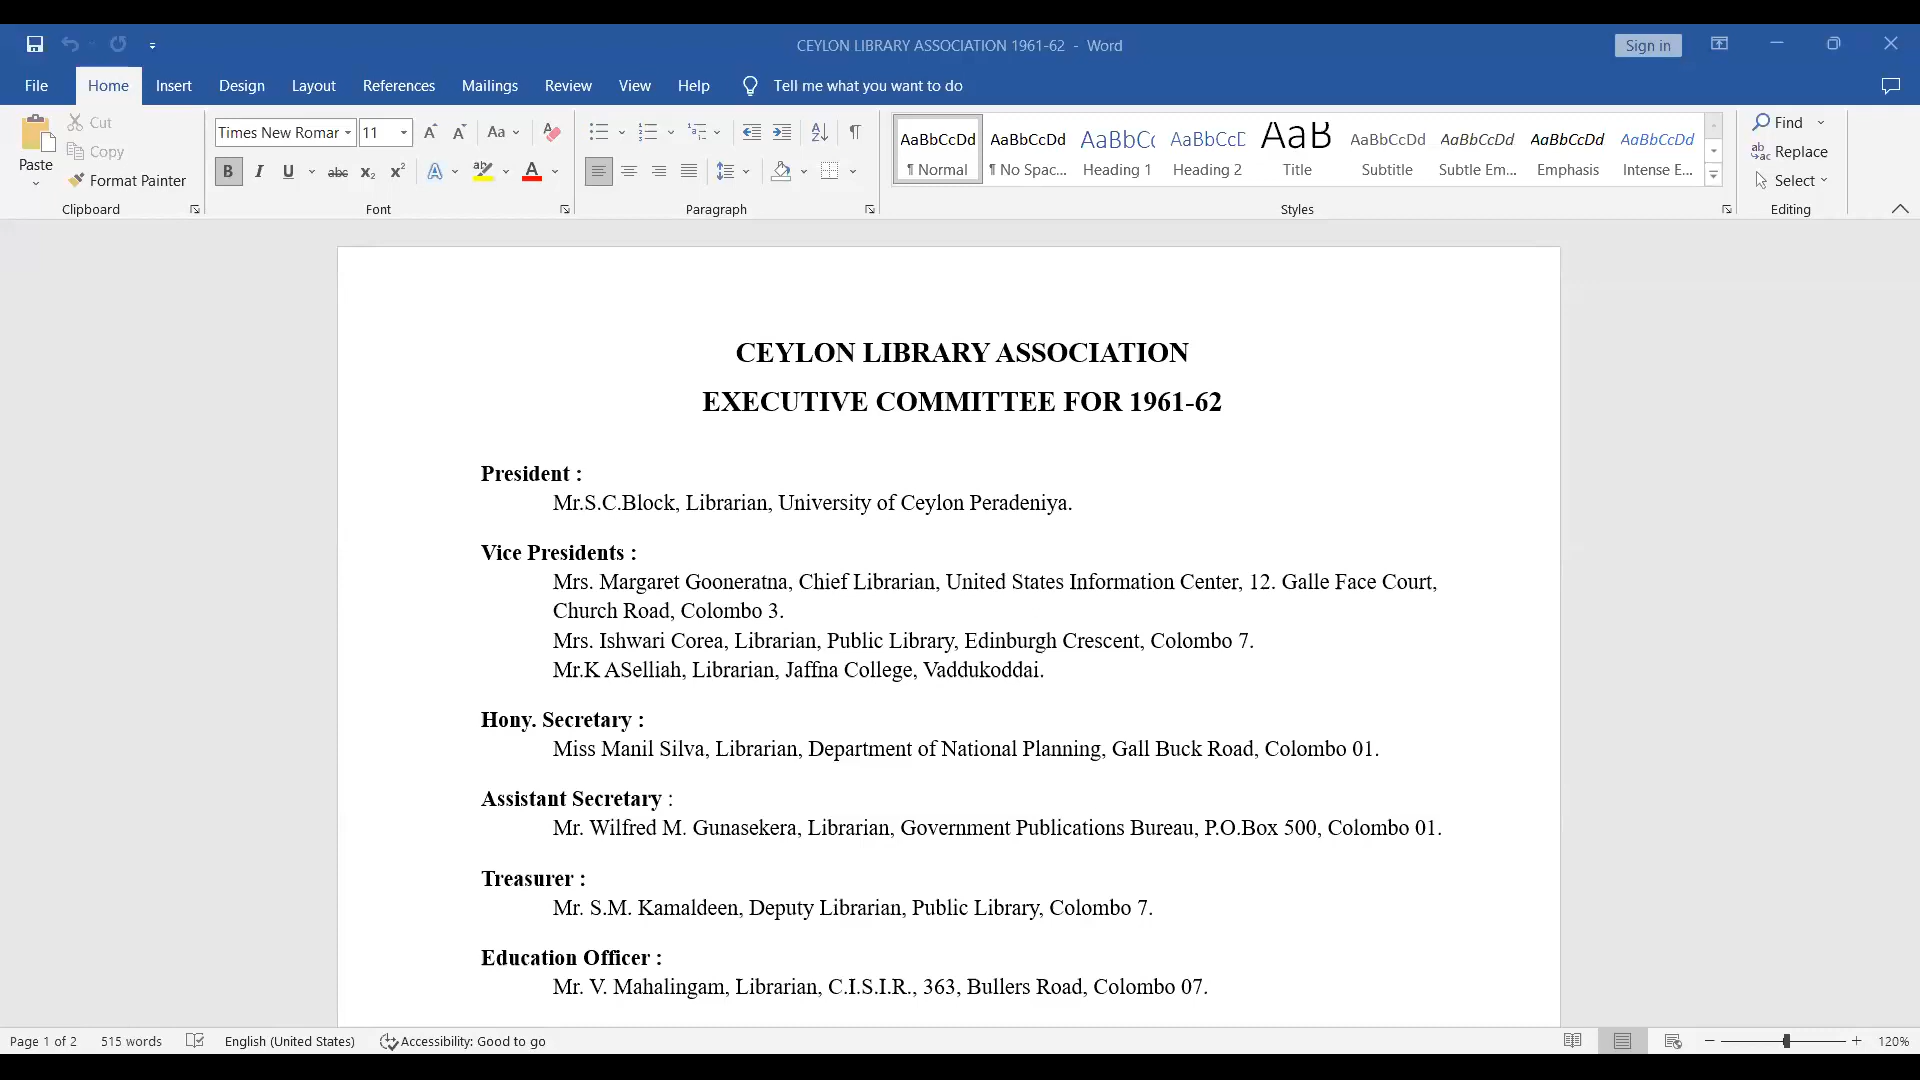 CEYLON LIBRARY ASSOCIATION 1961-62 - Word
Sign in
File Home Insert Design Layout References Mailings Review View Help Tell me what you want to do
Paste
Cut
Copy
Format Painter
Clipboard
Times New Roman 11
Font
Paragraph
AaBbCcDd AaBbCcDd AaBbCc AaBbCcD AaB AaBbCcDd AaBbCcDd AaBbCcDd AaBbCcDd
¶ Normal ¶ No Spac... Heading 1 Heading 2 Title Subtitle Subtle Em... Emphasis Intense E...
Styles
Find
Replace
Select
Editing
CEYLON LIBRARY ASSOCIATION
EXECUTIVE COMMITTEE FOR 1961-62
President :
Mr.S.C.Block, Librarian, University of Ceylon Peradeniya.
Vice Presidents :
Mrs. Margaret Gooneratna, Chief Librarian, United States Information Center, 12. Galle Face Court,
Church Road, Colombo 3.
Mrs. Ishwari Corea, Librarian, Public Library, Edinburgh Crescent, Colombo 7.
Mr.K ASelliah, Librarian, Jaffna College, Vaddukoddai.
Hony. Secretary :
Miss Manil Silva, Librarian, Department of National Planning, Gall Buck Road, Colombo 01.
Assistant Secretary :
Mr. Wilfred M. Gunasekera, Librarian, Government Publications Bureau, P.O.Box 500, Colombo 01.
Treasurer :
Mr. S.M. Kamaldeen, Deputy Librarian, Public Library, Colombo 7.
Education Officer :
Mr. V. Mahalingam, Librarian, C.I.S.I.R., 363, Bullers Road, Colombo 07.
Page 1 of 2 515 words English (United States) Accessibility: Good to go 120%